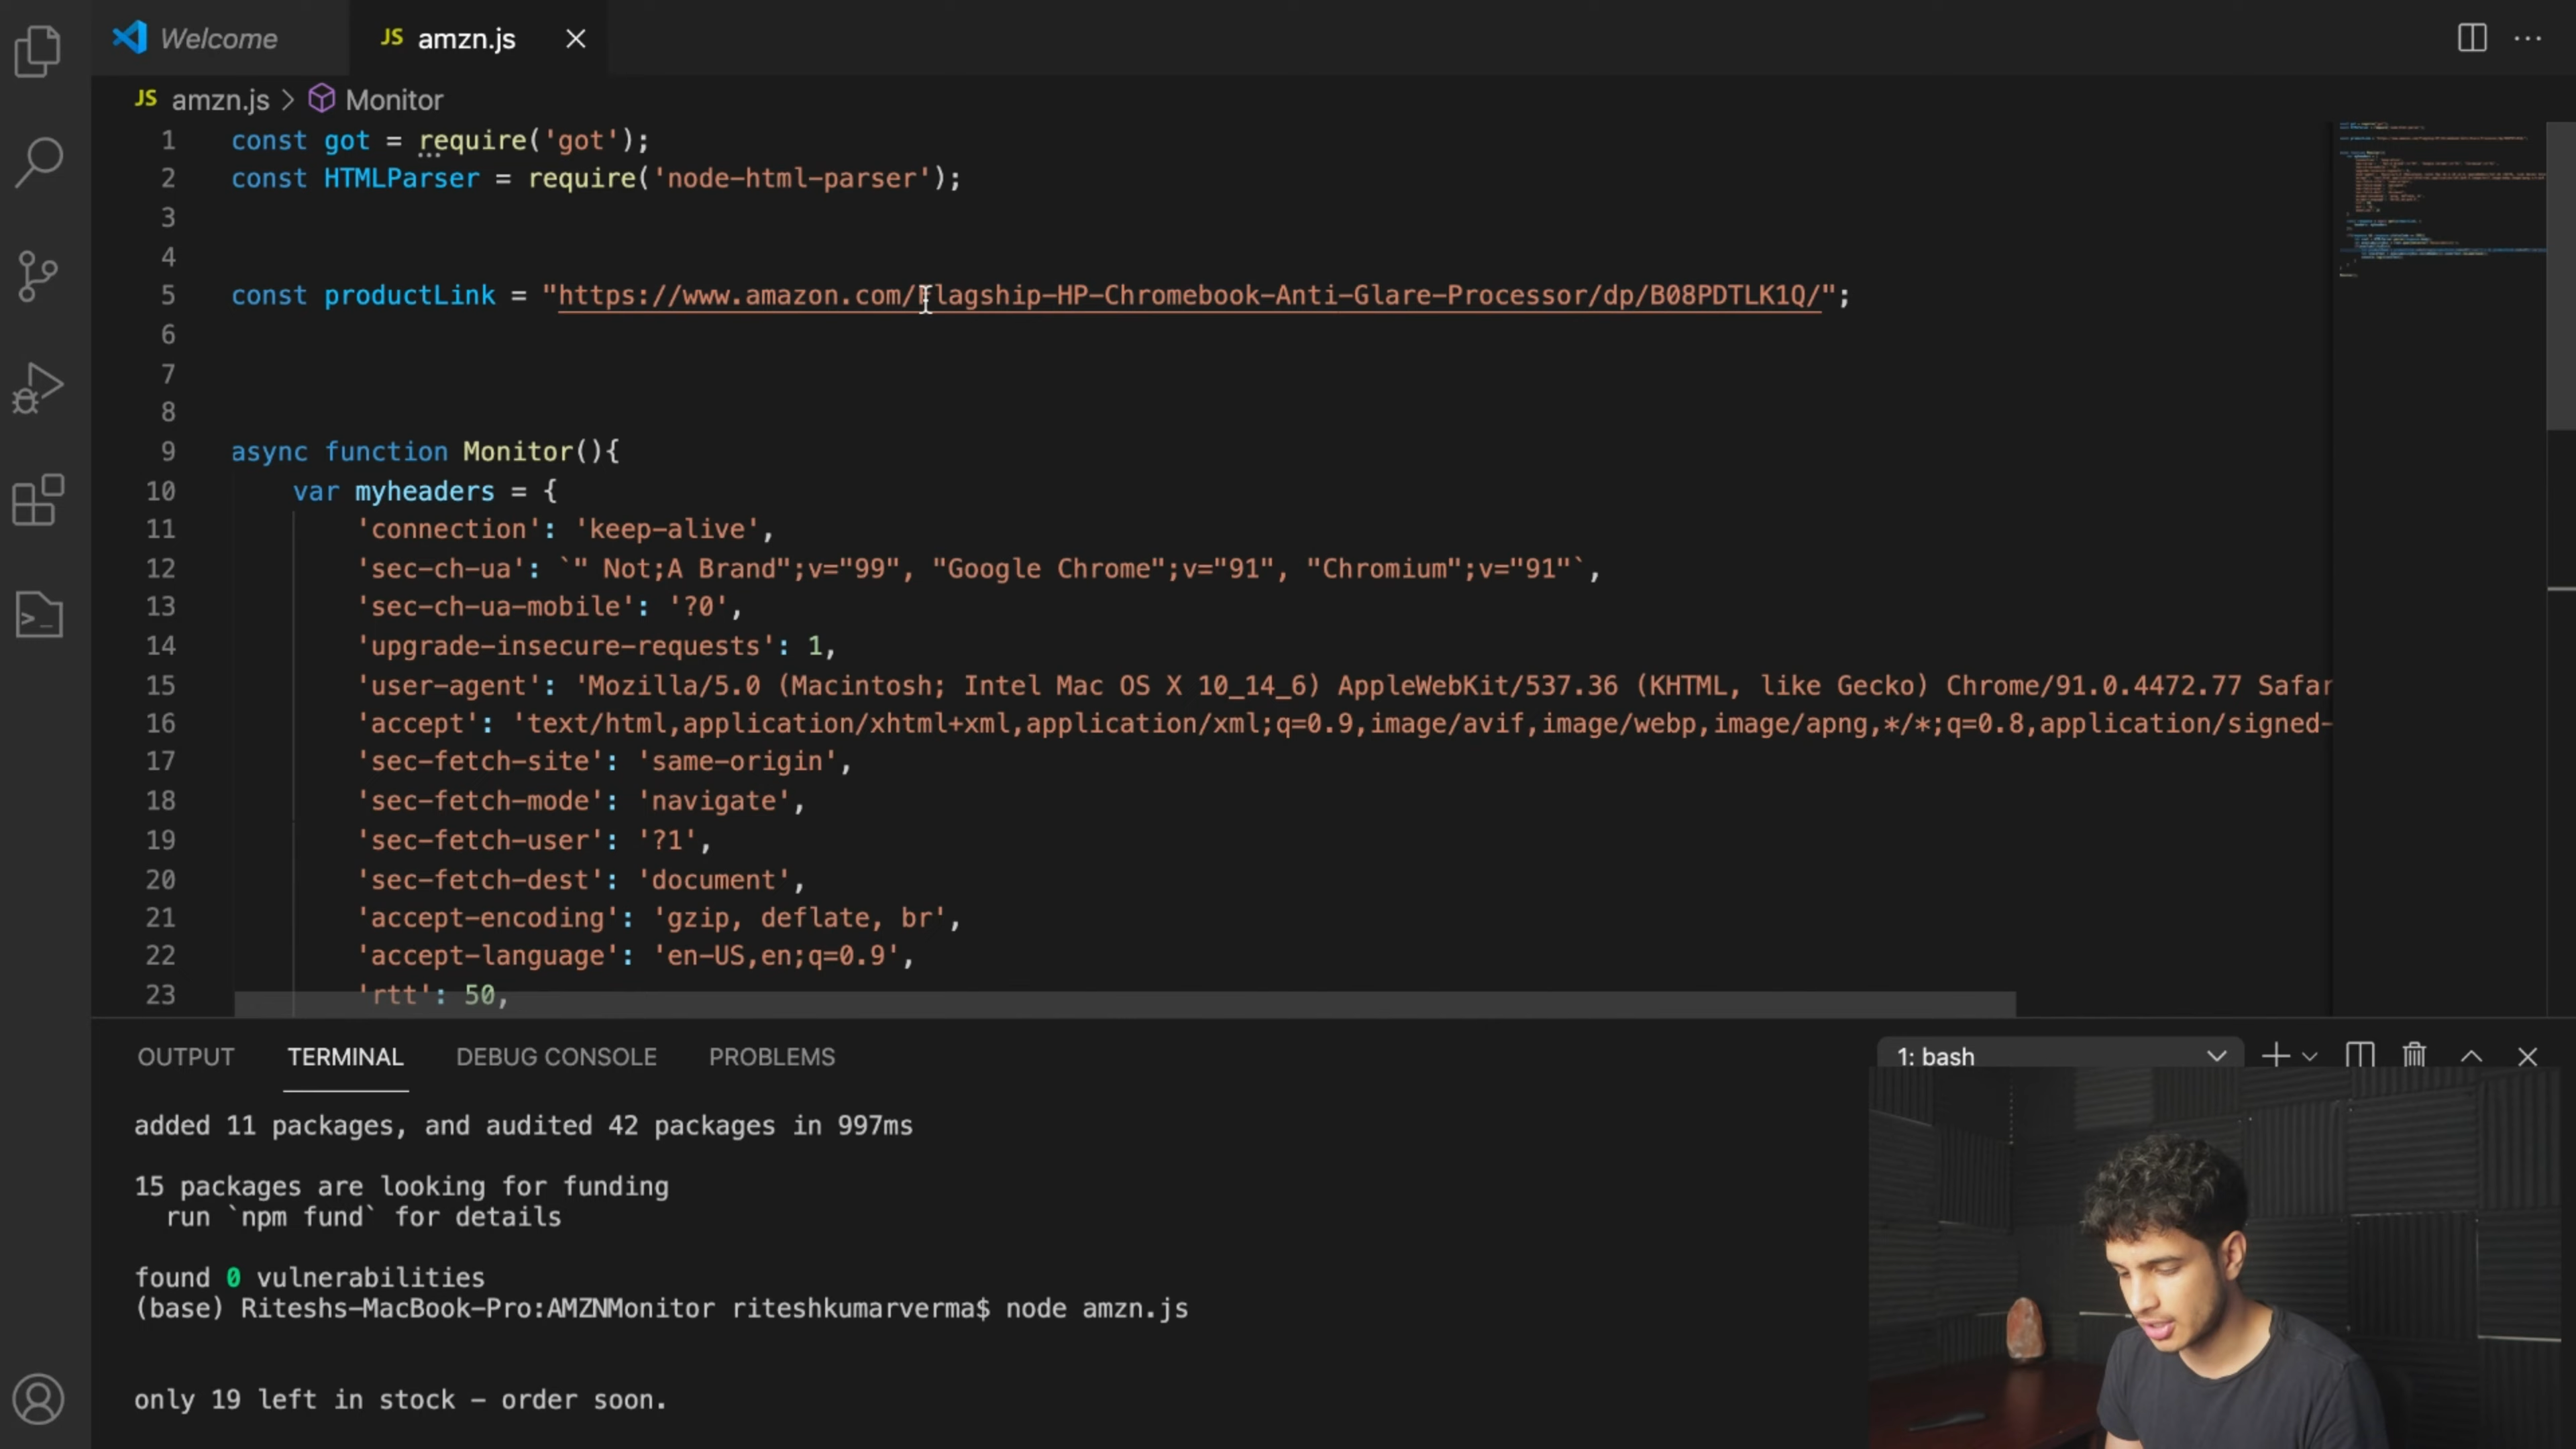 Welcome
JS amzn.js
JS amzn.js > Monitor
1 const got = require('got');
2 const HTMLParser = require('node-html-parser');
3
4
5 const productLink = "https://www.amazon.com/Flagship-HP-Chromebook-Anti-Glare-Processor/dp/B08PDTLK1Q/";
6
7
8
9 async function Monitor(){
10 var myheaders = {
11 'connection': 'keep-alive',
12 'sec-ch-ua': `" Not;A Brand";v="99", "Google Chrome";v="91", "Chromium";v="91"`,
13 'sec-ch-ua-mobile': '?0',
14 'upgrade-insecure-requests': 1,
15 'user-agent': 'Mozilla/5.0 (Macintosh; Intel Mac OS X 10_14_6) AppleWebKit/537.36 (KHTML, like Gecko) Chrome/91.0.4472.77 Safar
16 'accept': 'text/html,application/xhtml+xml,application/xml;q=0.9,image/avif,image/webp,image/apng,*/*;q=0.8,application/signed-
17 'sec-fetch-site': 'same-origin',
18 'sec-fetch-mode': 'navigate',
19 'sec-fetch-user': '?1',
20 'sec-fetch-dest': 'document',
21 'accept-encoding': 'gzip, deflate, br',
22 'accept-language': 'en-US,en;q=0.9',
23 'rtt': 50,
OUTPUT TERMINAL DEBUG CONSOLE PROBLEMS 1: bash
added 11 packages, and audited 42 packages in 997ms
15 packages are looking for funding
run `npm fund` for details
found 0 vulnerabilities
(base) Riteshs-MacBook-Pro:AMZNMonitor riteshkumarverma$ node amzn.js
only 19 left in stock - order soon.